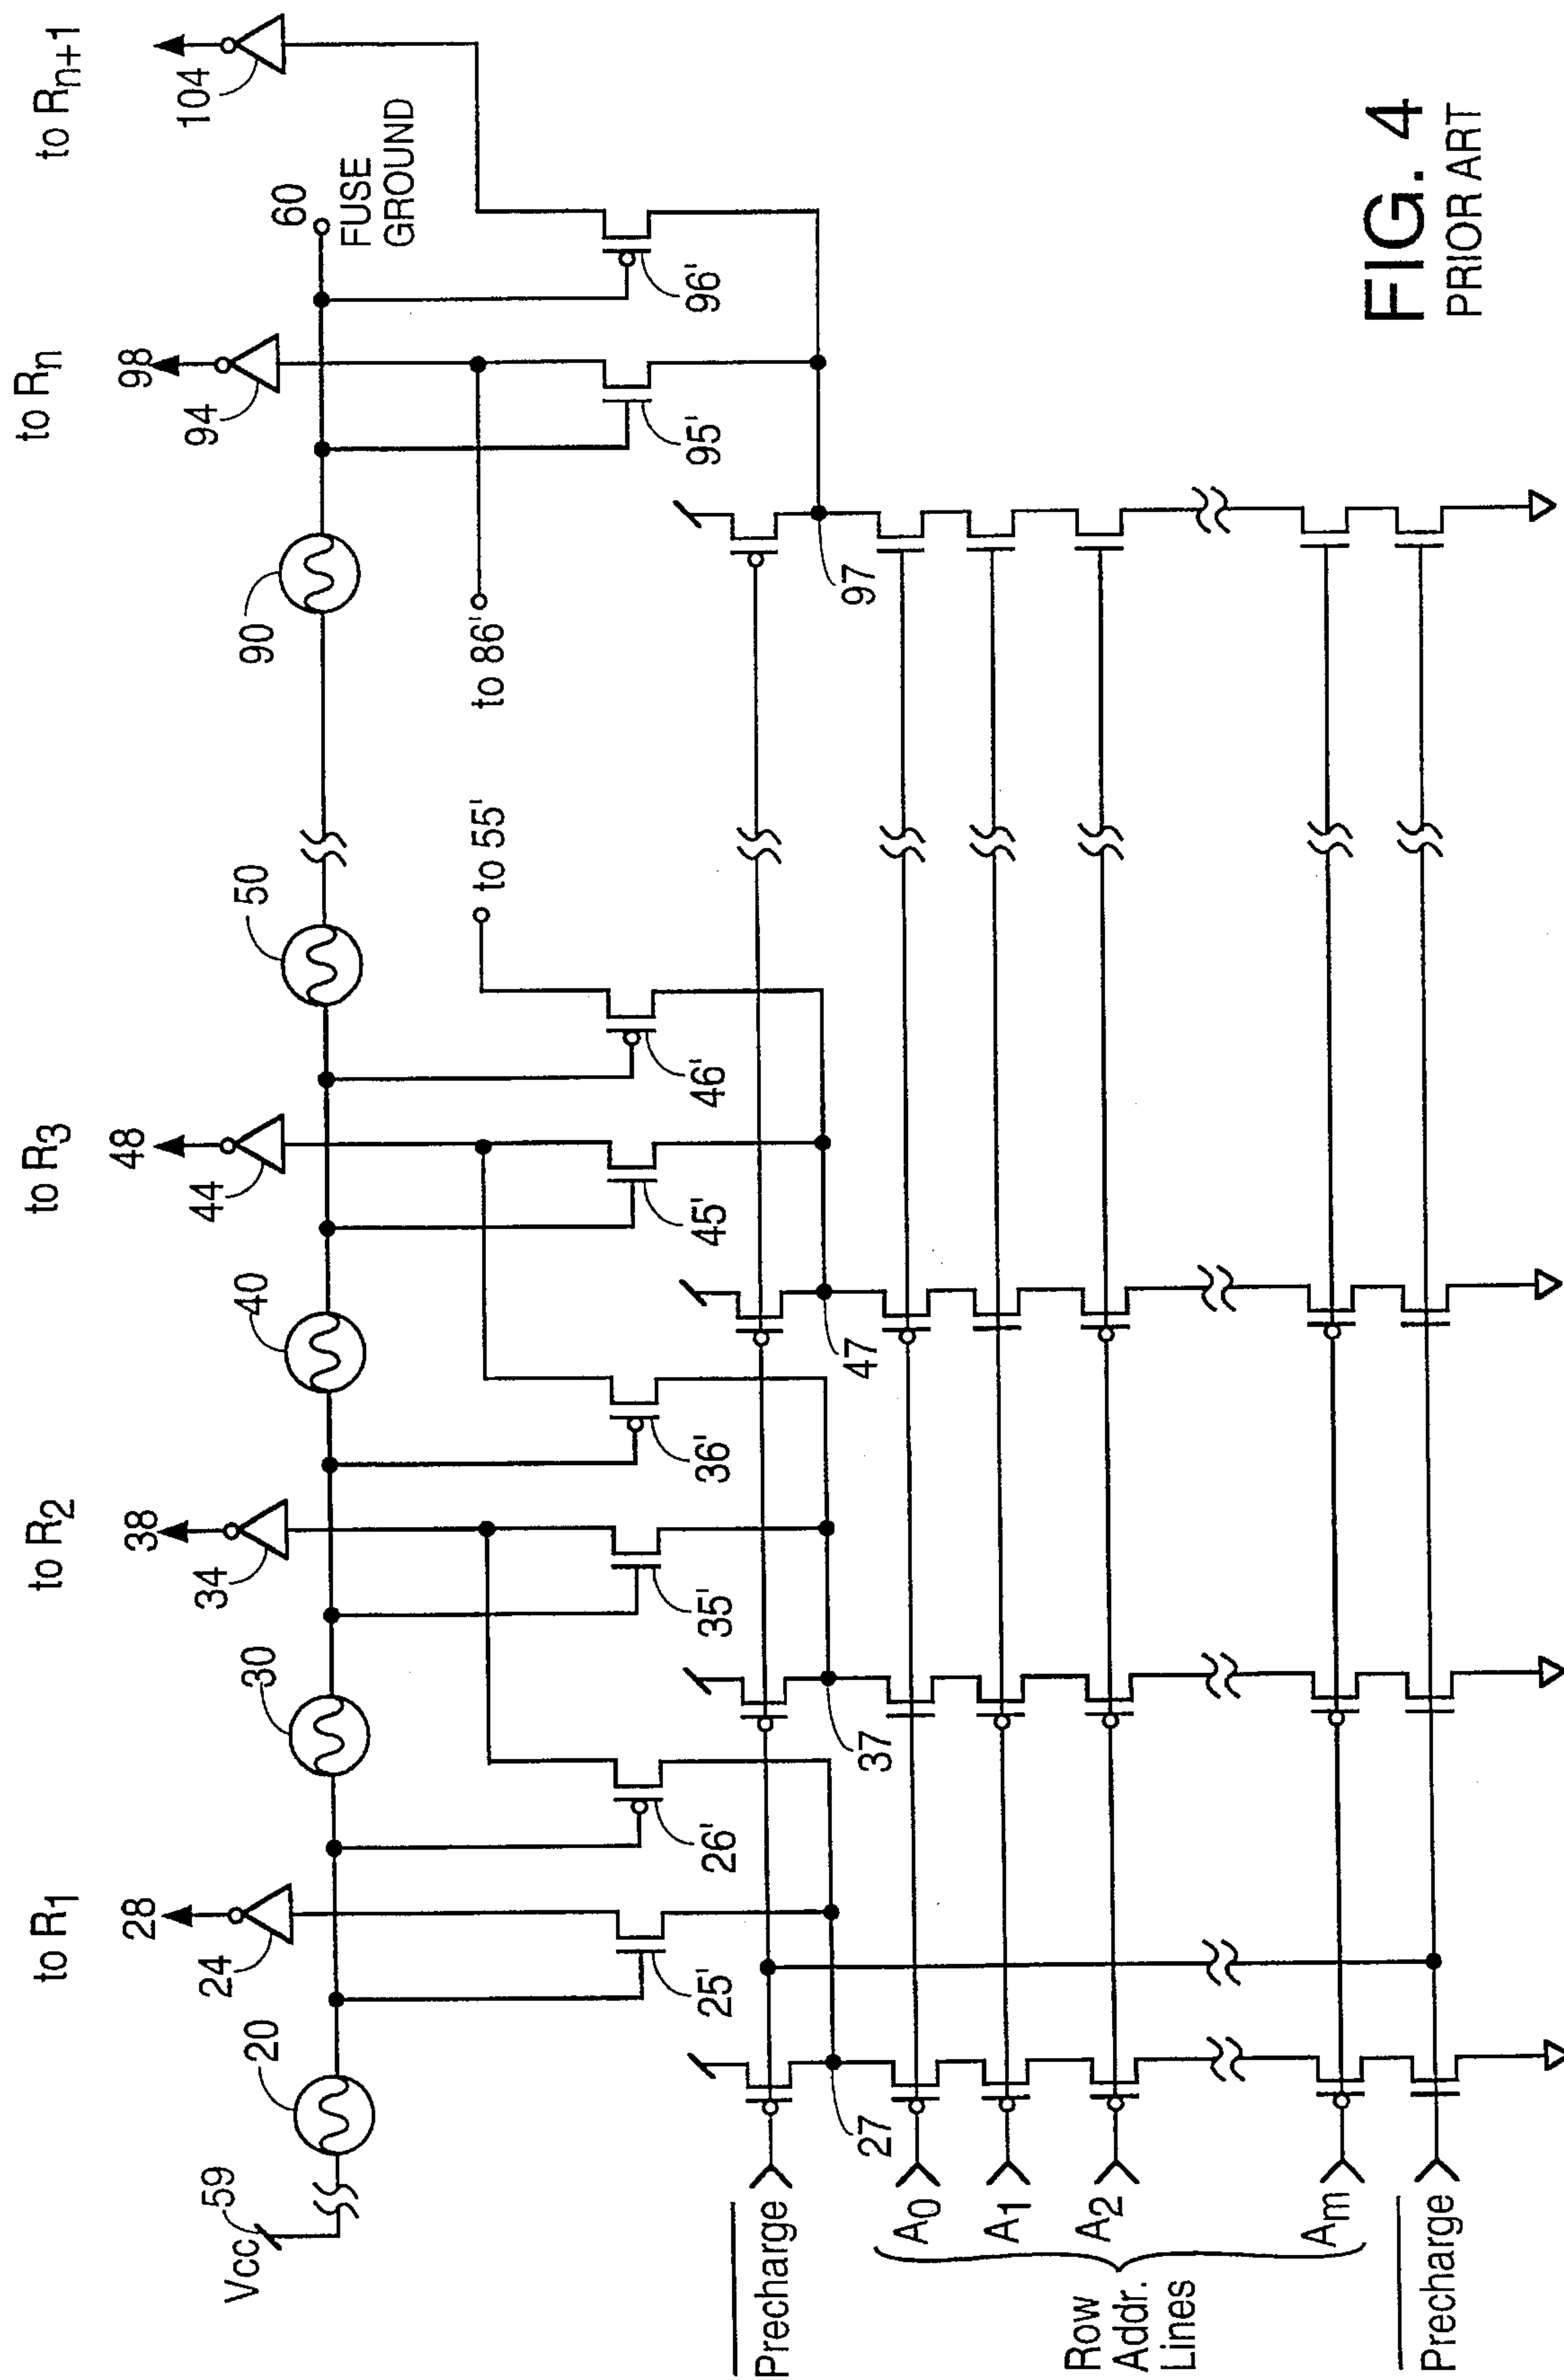 to R1
to R2
to R3
to Rn
to Rn+1
28
38
48
98
24
34
44
94
104
Vcc
59
20
30
40
50
90
60
FUSE
GROUND
to 55'
to 86'
25'
26'
35'
36'
45'
46'
95'
96'
Precharge
27
37
47
97
A0
A1
A2
Am
Row
Addr.
Lines
Precharge
FIG. 4
PRIOR ART